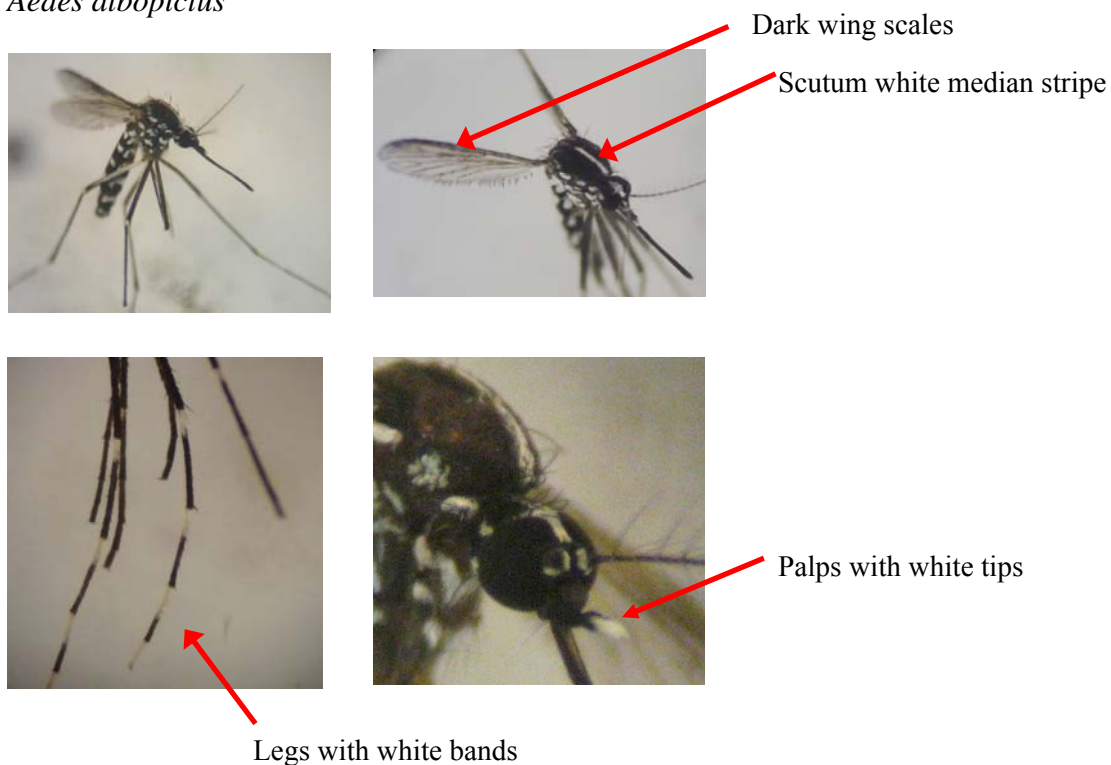 Aedes albopictus
Dark wing scales
Scutum white median stripe
Palps with white tips
Legs with white bands